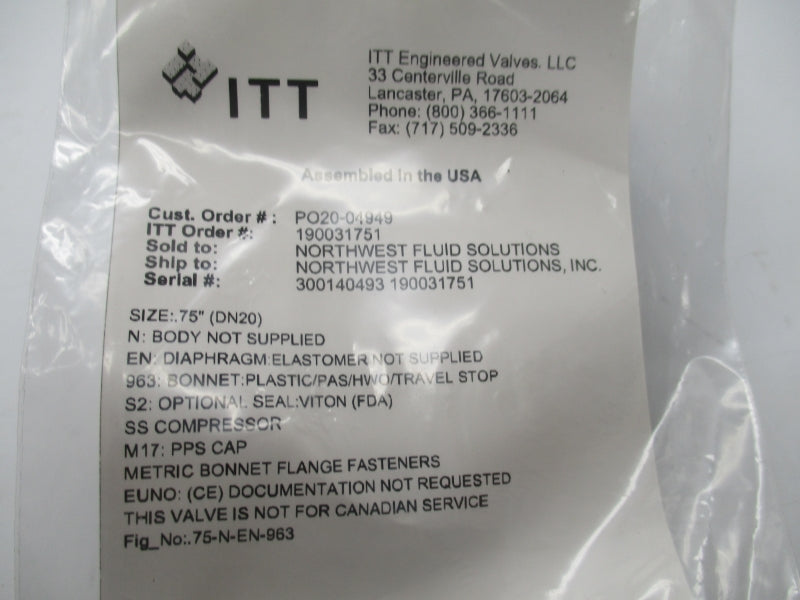 ITT
ITT Engineered Valves. LLC
33 Centerville Road
Lancaster, PA, 17603-2064
Phone: (800) 366-1111
Fax: (717) 509-2336
Assembled in the USA
Cust. Order #: PO20-04949
ITT Order #: 190031751
Sold to: NORTHWEST FLUID SOLUTIONS
Ship to: NORTHWEST FLUID SOLUTIONS, INC.
Serial #: 300140493 190031751
SIZE:.75" (DN20)
N: BODY NOT SUPPLIED
EN: DIAPHRAGM:ELASTOMER NOT SUPPLIED
963: BONNET:PLASTIC/PAS/HWO/TRAVEL STOP
S2: OPTIONAL SEAL:VITON (FDA)
SS COMPRESSOR
M17: PPS CAP
METRIC BONNET FLANGE FASTENERS
EUNO: (CE) DOCUMENTATION NOT REQUESTED
THIS VALVE IS NOT FOR CANADIAN SERVICE
Fig_No:.75-N-EN-963